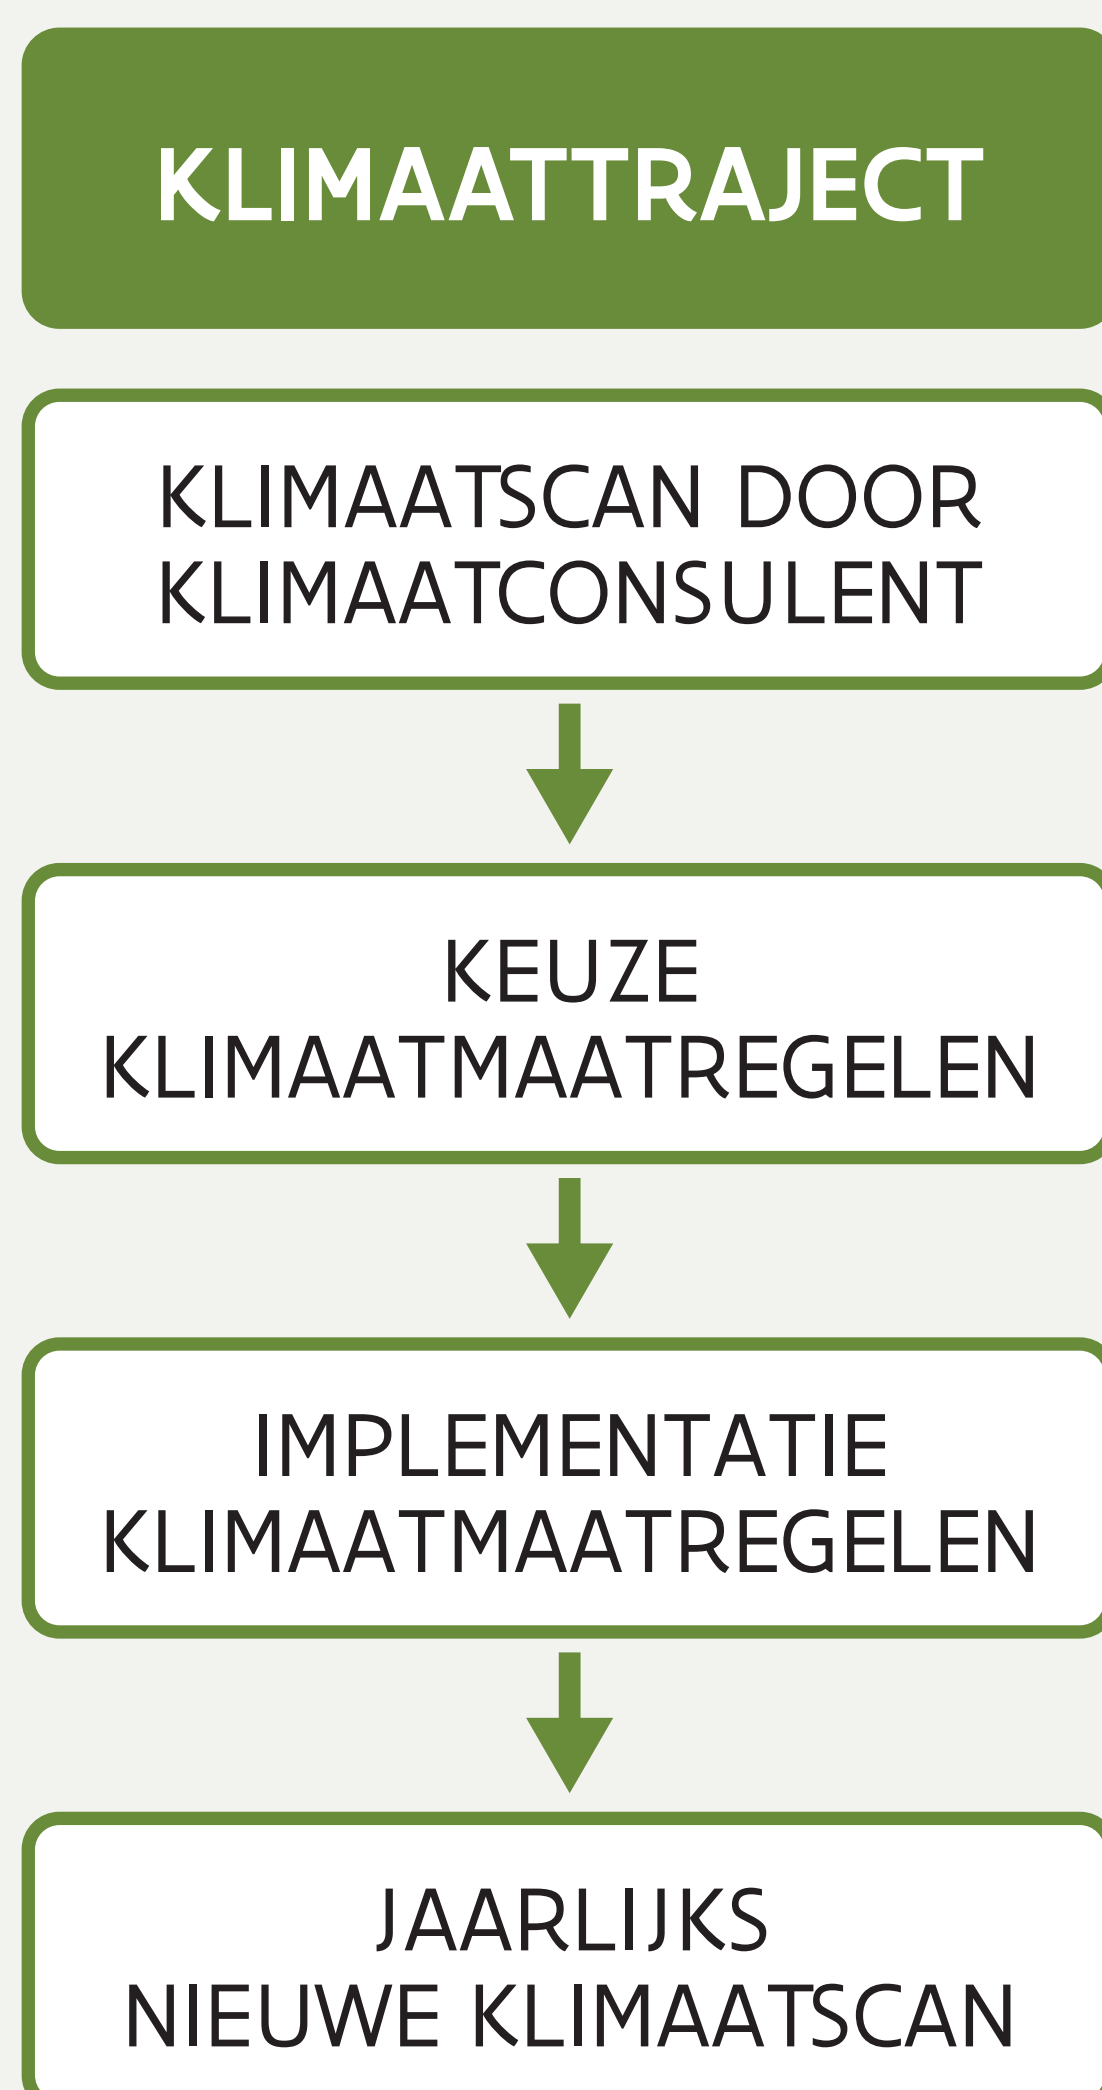 KLIMAATTRAJECT
KLIMAATSCAN DOOR
KLIMAATCONSULENT
KEUZE
KLIMAATMAATREGELEN
IMPLEMENTATIE
KLIMAATMAATREGELEN
JAARLIJKS
NIEUWE KLIMAATSCAN